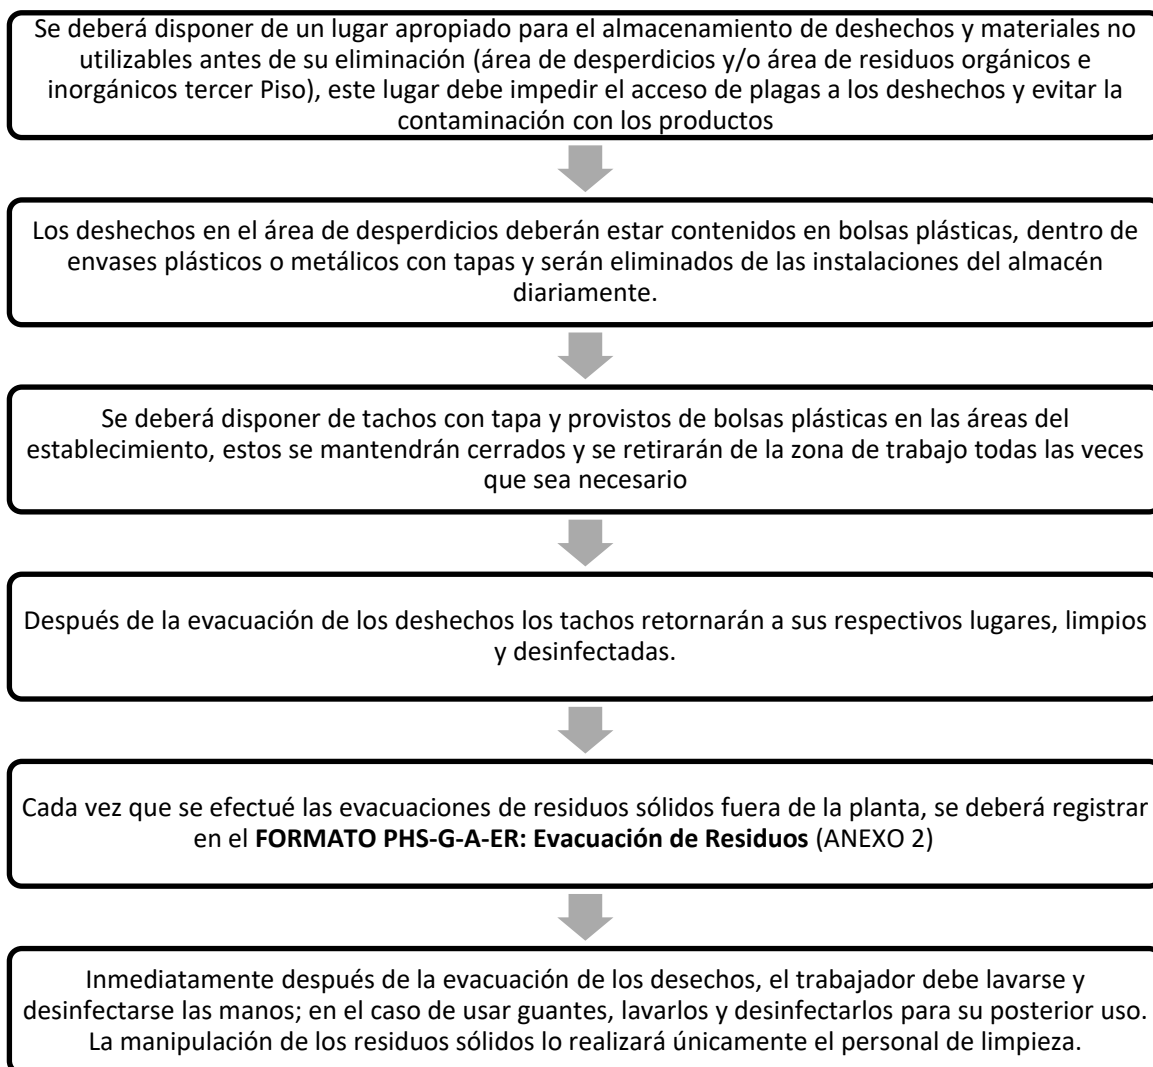 Se deberá disponer de un lugar apropiado para el almacenamiento de deshechos y materiales no
utilizables antes de su eliminación (área de desperdicios y/o área de residuos orgánicos e
inorgánicos tercer Piso), este lugar debe impedir el acceso de plagas a los deshechos y evitar la
contaminación con los productos
Los deshechos en el área de desperdicios deberán estar contenidos en bolsas plásticas, dentro de
envases plásticos o metálicos con tapas y serán eliminados de las instalaciones del almacén
diariamente.
Se deberá disponer de tachos con tapa y provistos de bolsas plásticas en las áreas del
establecimiento, estos se mantendrán cerrados y se retirarán de la zona de trabajo todas las veces
que sea necesario
Después de la evacuación de los deshechos los tachos retornarán a sus respectivos lugares, limpios
y desinfectadas.
Cada vez que se efectué las evacuaciones de residuos sólidos fuera de la planta, se deberá registrar
en el FORMATO PHS-G-A-ER: Evacuación de Residuos (ANEXO 2)
Inmediatamente después de la evacuación de los desechos, el trabajador debe lavarse y
desinfectarse las manos; en el caso de usar guantes, lavarlos y desinfectarlos para su posterior uso.
La manipulación de los residuos sólidos lo realizará únicamente el personal de limpieza.